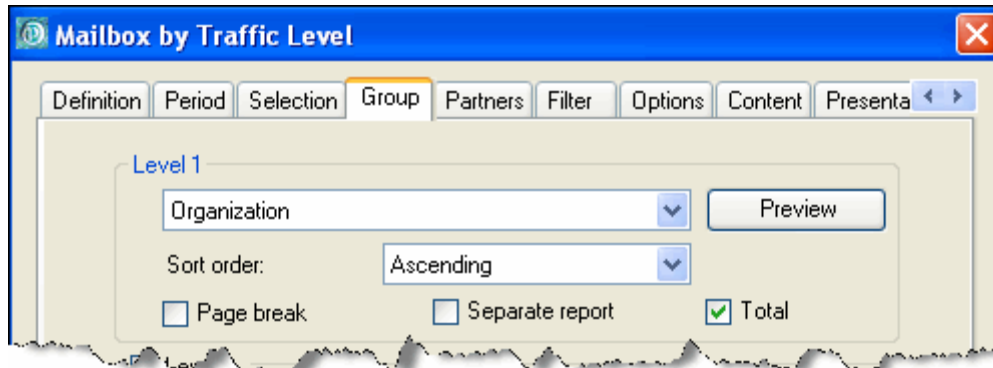 Mailbox by Traffic Level
Definition Period Selection Group Partners Filter Options Content Presenta
Level 1
Organization Preview
Sort order: Ascending
Page break Separate report Total